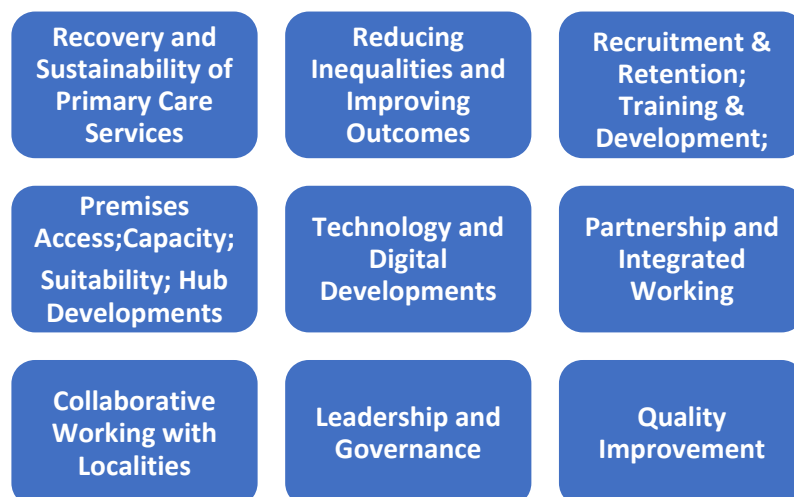 Recovery and
Sustainability of
Primary Care
Services
Reducing
Inequalities and
Improving
Outcomes
Recruitment &
Retention;
Training &
Development;
Premises
Access;Capacity;
Suitability; Hub
Developments
Technology and
Digital
Developments
Partnership and
Integrated
Working
Collaborative
Working with
Localities
Leadership and
Governance
Quality
Improvement